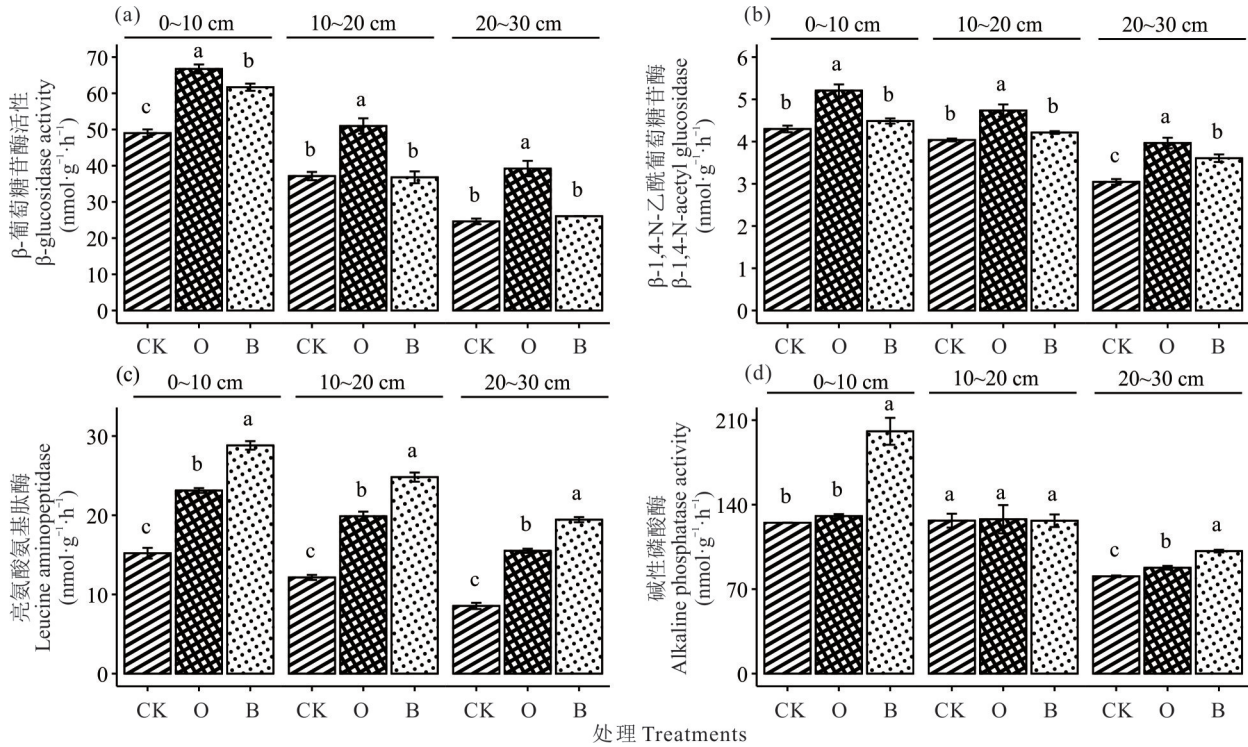 (a)
0~10 cm
10~20 cm
20~30 cm
β-葡萄糖苷酶活性
β-glucosidase activity
(nmol·g⁻¹·h⁻¹)
70
60
50
40
30
20
10
0
c
a
b
b
a
b
b
a
b
CK O B CK O B CK O B
(b)
0~10 cm
10~20 cm
20~30 cm
β-1,4-N-乙酰葡萄糖苷酶
β-1,4-N-acetyl glucosidase
(nmol·g⁻¹·h⁻¹)
6
5
4
3
2
1
0
b
a
b
b
a
b
c
a
b
CK O B CK O B CK O B
(c)
0~10 cm
10~20 cm
20~30 cm
亮氨酸氨基肽酶
Leucine aminopeptidase
(nmol·g⁻¹·h⁻¹)
30
20
10
0
c
b
a
c
b
a
c
b
a
CK O B CK O B CK O B
(d)
0~10 cm
10~20 cm
20~30 cm
碱性磷酸酶
Alkaline phosphatase activity
(nmol·g⁻¹·h⁻¹)
210
140
70
0
b
b
a
a
a
a
c
b
a
CK O B CK O B CK O B
处理 Treatments